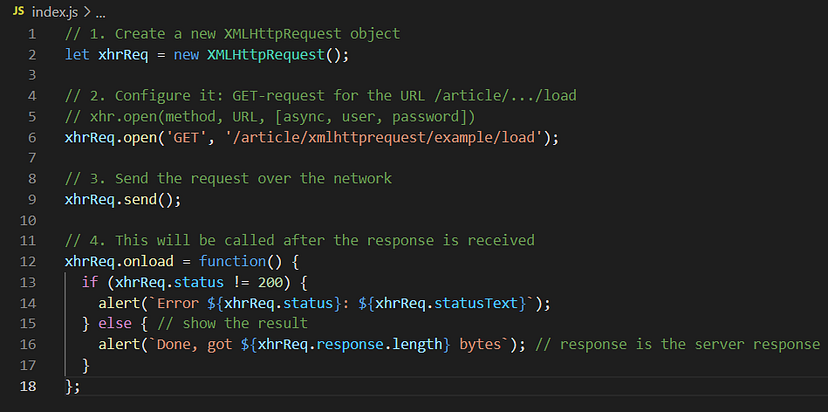 JS index.js > ...
1 // 1. Create a new XMLHttpRequest object
2 let xhrReq = new XMLHttpRequest();
3
4 // 2. Configure it: GET-request for the URL /article/.../load
5 // xhr.open(method, URL, [async, user, password])
6 xhrReq.open('GET', '/article/xmlhttprequest/example/load');
7
8 // 3. Send the request over the network
9 xhrReq.send();
10
11 // 4. This will be called after the response is received
12 xhrReq.onload = function() {
13   if (xhrReq.status != 200) {
14     alert(`Error ${xhrReq.status}: ${xhrReq.statusText}`);
15   } else { // show the result
16     alert(`Done, got ${xhrReq.response.length} bytes`); // response is the server response
17   }
18 };